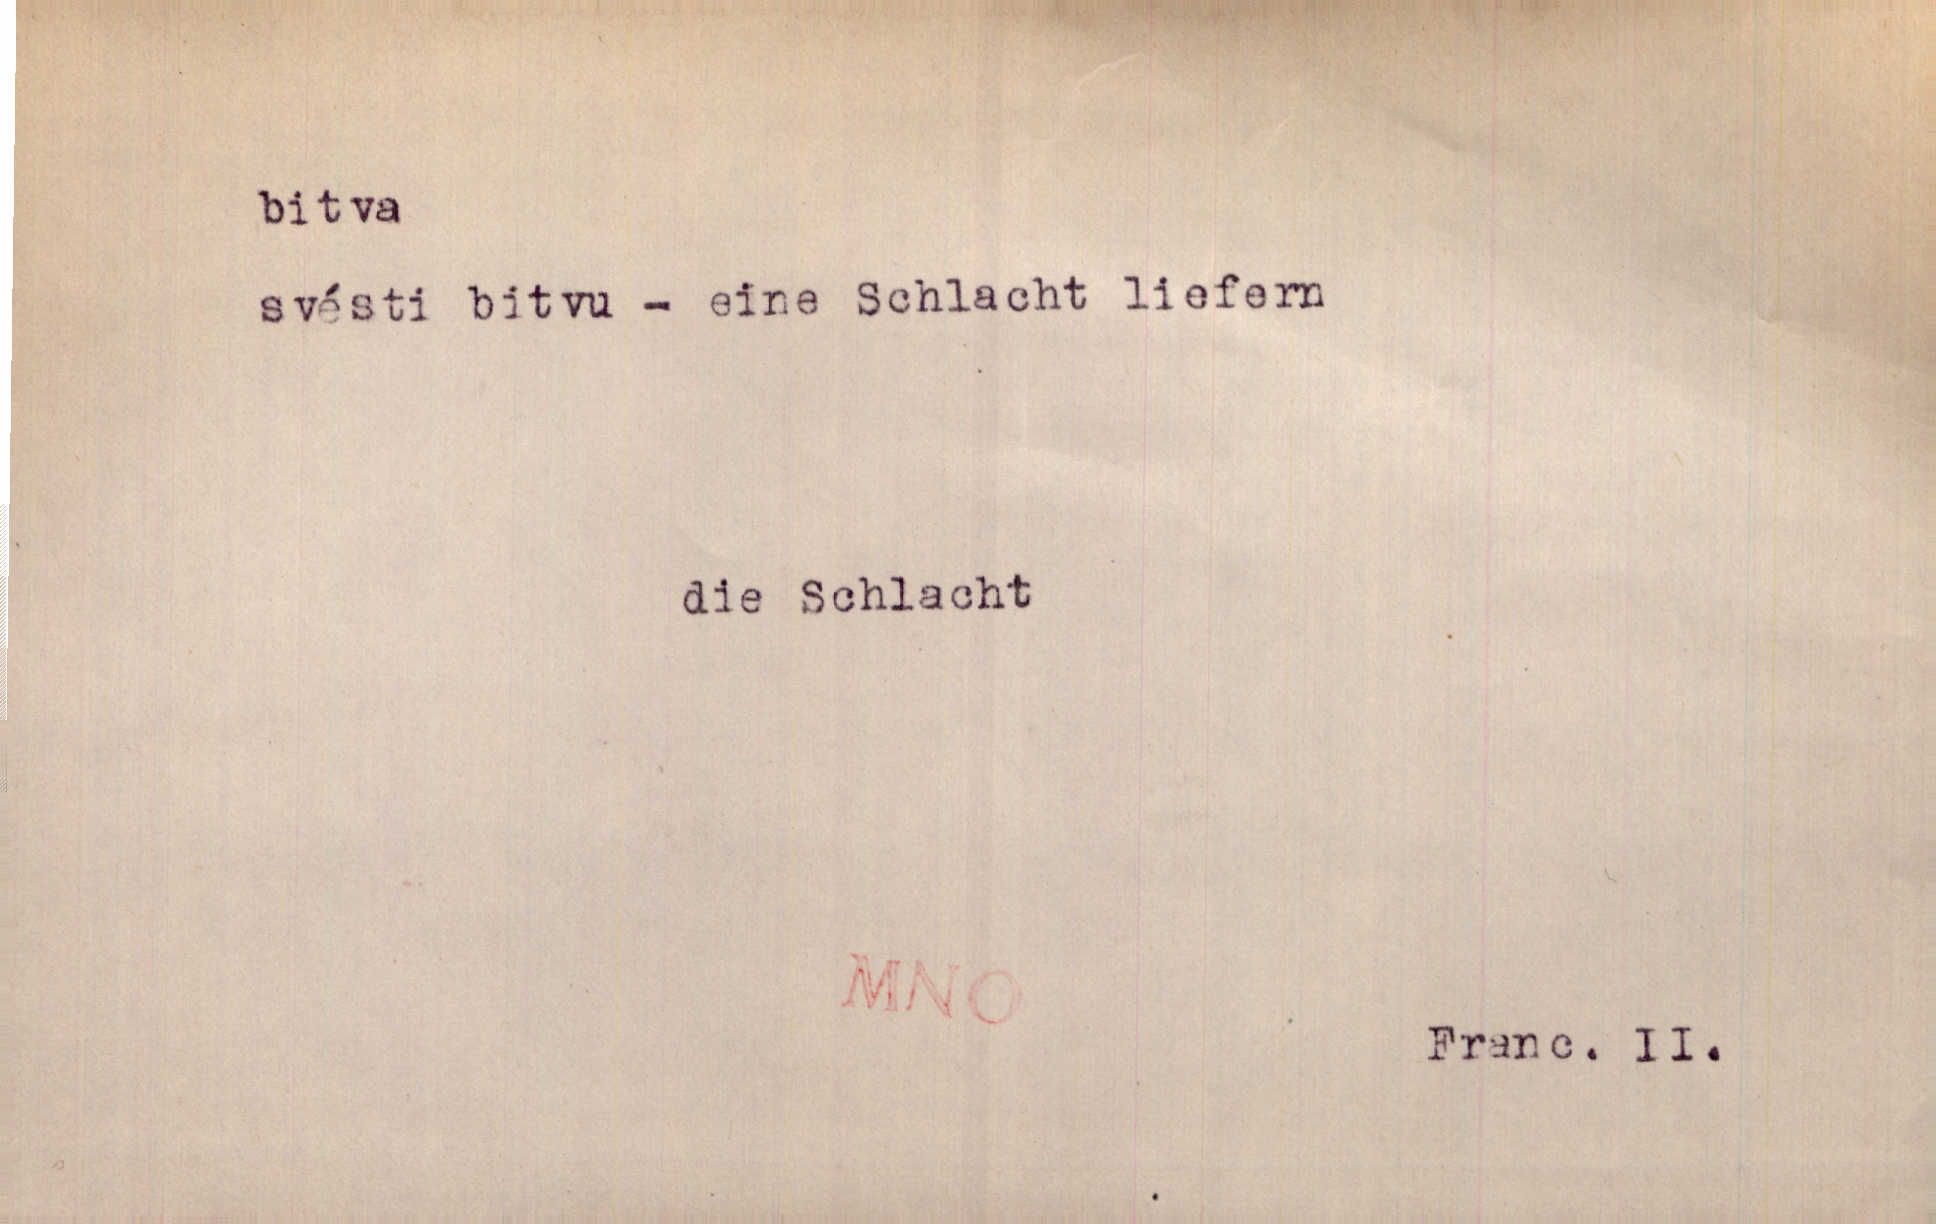 bitva
svésti bitvu - eine Schlacht liefern
die Schlacht
MNO
Franc. II.